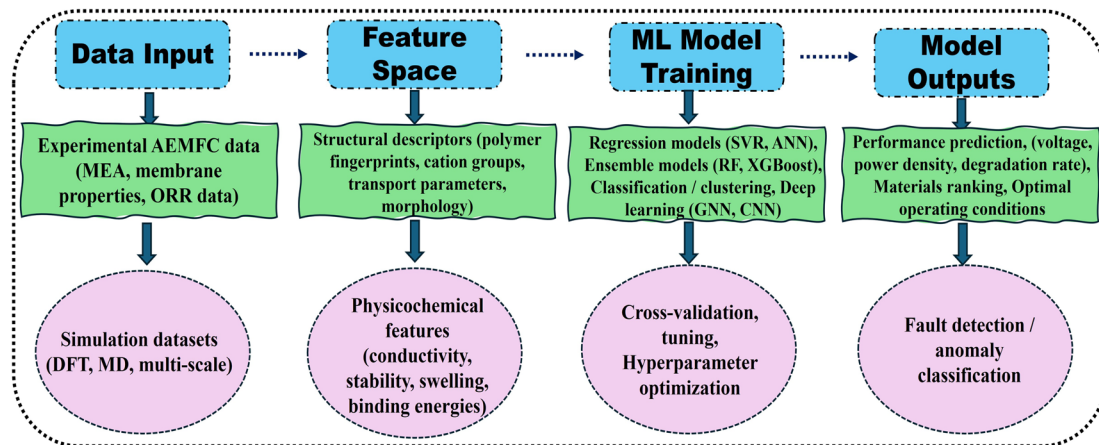 Data Input
Feature
Space
ML Model
Training
Model
Outputs
Experimental AEMFC data
(MEA, membrane
properties, ORR data)
Structural descriptors (polymer
fingerprints, cation groups,
transport parameters,
morphology)
Regression models (SVR, ANN),
Ensemble models (RF, XGBoost),
Classification / clustering, Deep
learning (GNN, CNN)
Performance prediction, (voltage,
power density, degradation rate),
Materials ranking, Optimal
operating conditions
Simulation datasets
(DFT, MD, multi-scale)
Physicochemical
features
(conductivity,
stability, swelling,
binding energies)
Cross-validation,
tuning,
Hyperparameter
optimization
Fault detection /
anomaly
classification